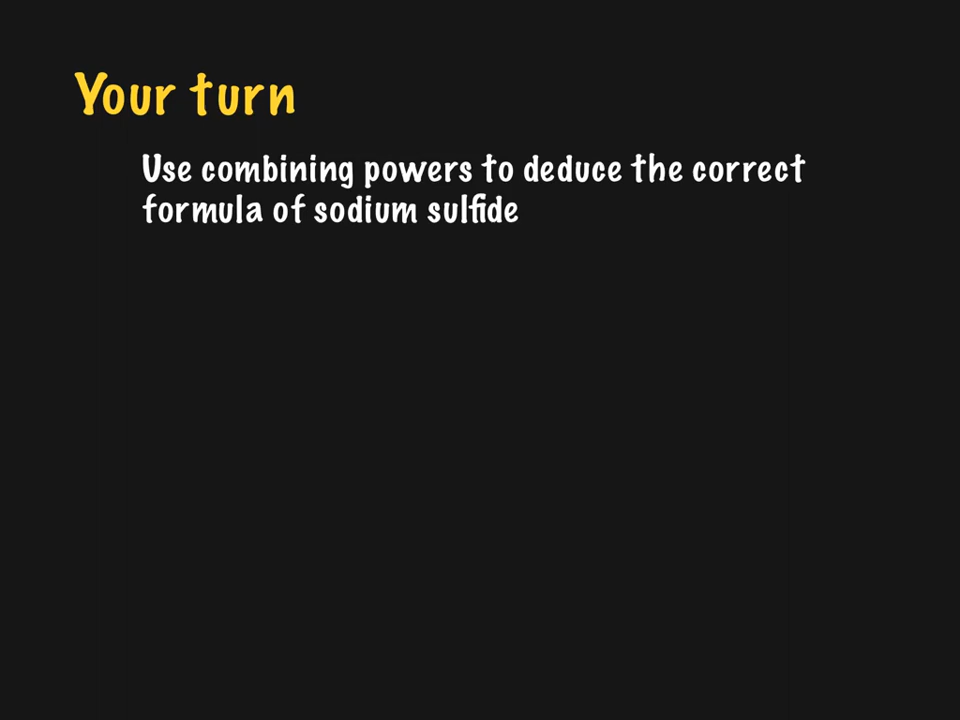 Your turn
Use combining powers to deduce the correct
formula of sodium sulfide